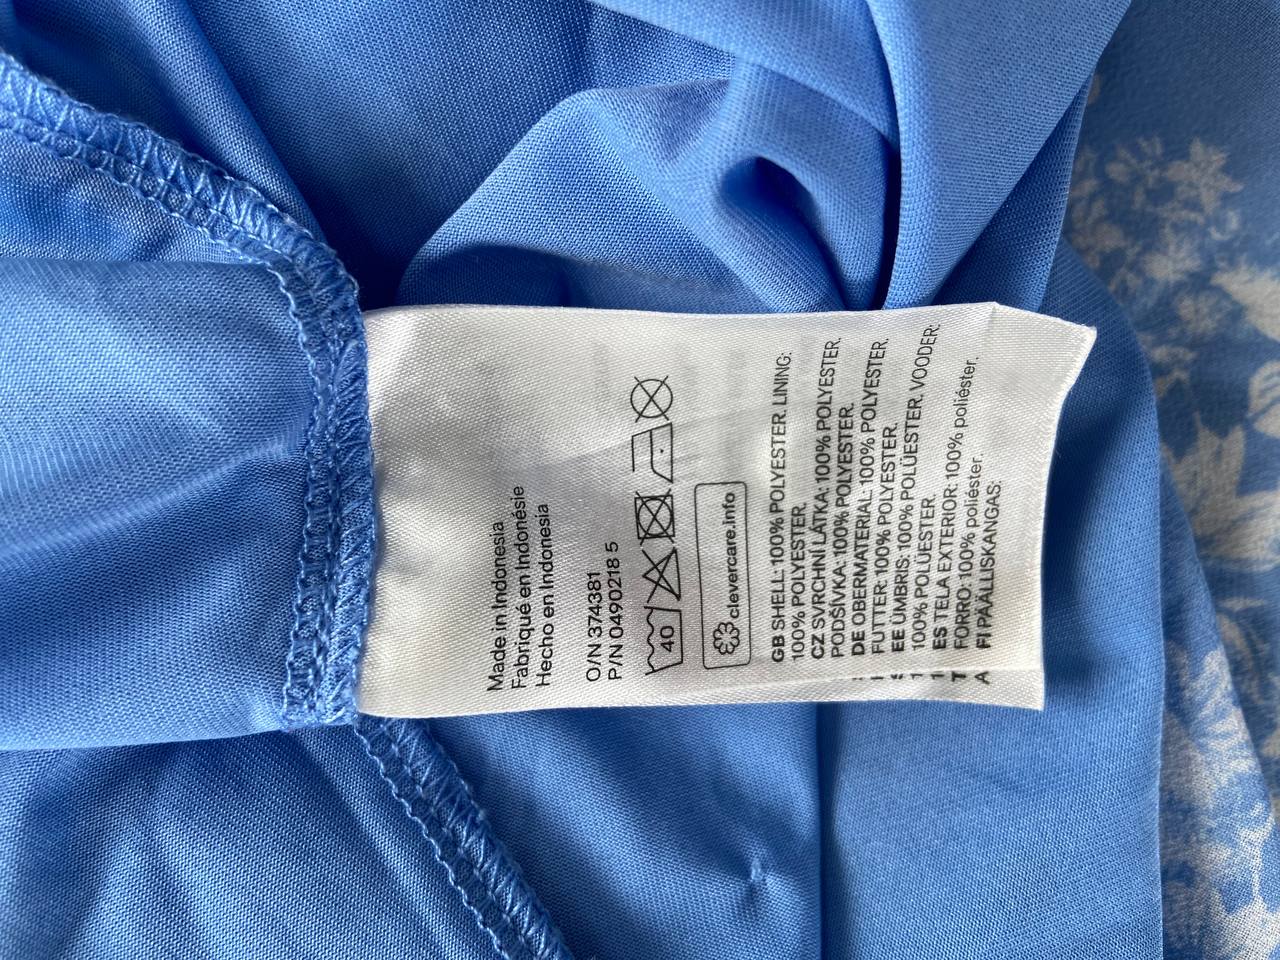 Made in Indonesia
Fabriqué en Indonésie
Hecho en Indonesia
O/N 374381
P/N 0490218 5
40
clevercare.info
GB SHELL: 100% POLYESTER. LINING:
100% POLYESTER.
CZ SVRCHNÍ LÁTKA: 100% POLYESTER.
PODŠÍVKA: 100% POLYESTER.
DE OBERMATERIAL: 100% POLYESTER.
FUTTER: 100% POLYESTER.
EE ÜMBRIS: 100% POLÜESTER. VOODER:
100% POLÜESTER.
ES TELA EXTERIOR: 100% poliéster.
FORRO: 100% poliéster.
FI PÄÄLLISKANGAS: